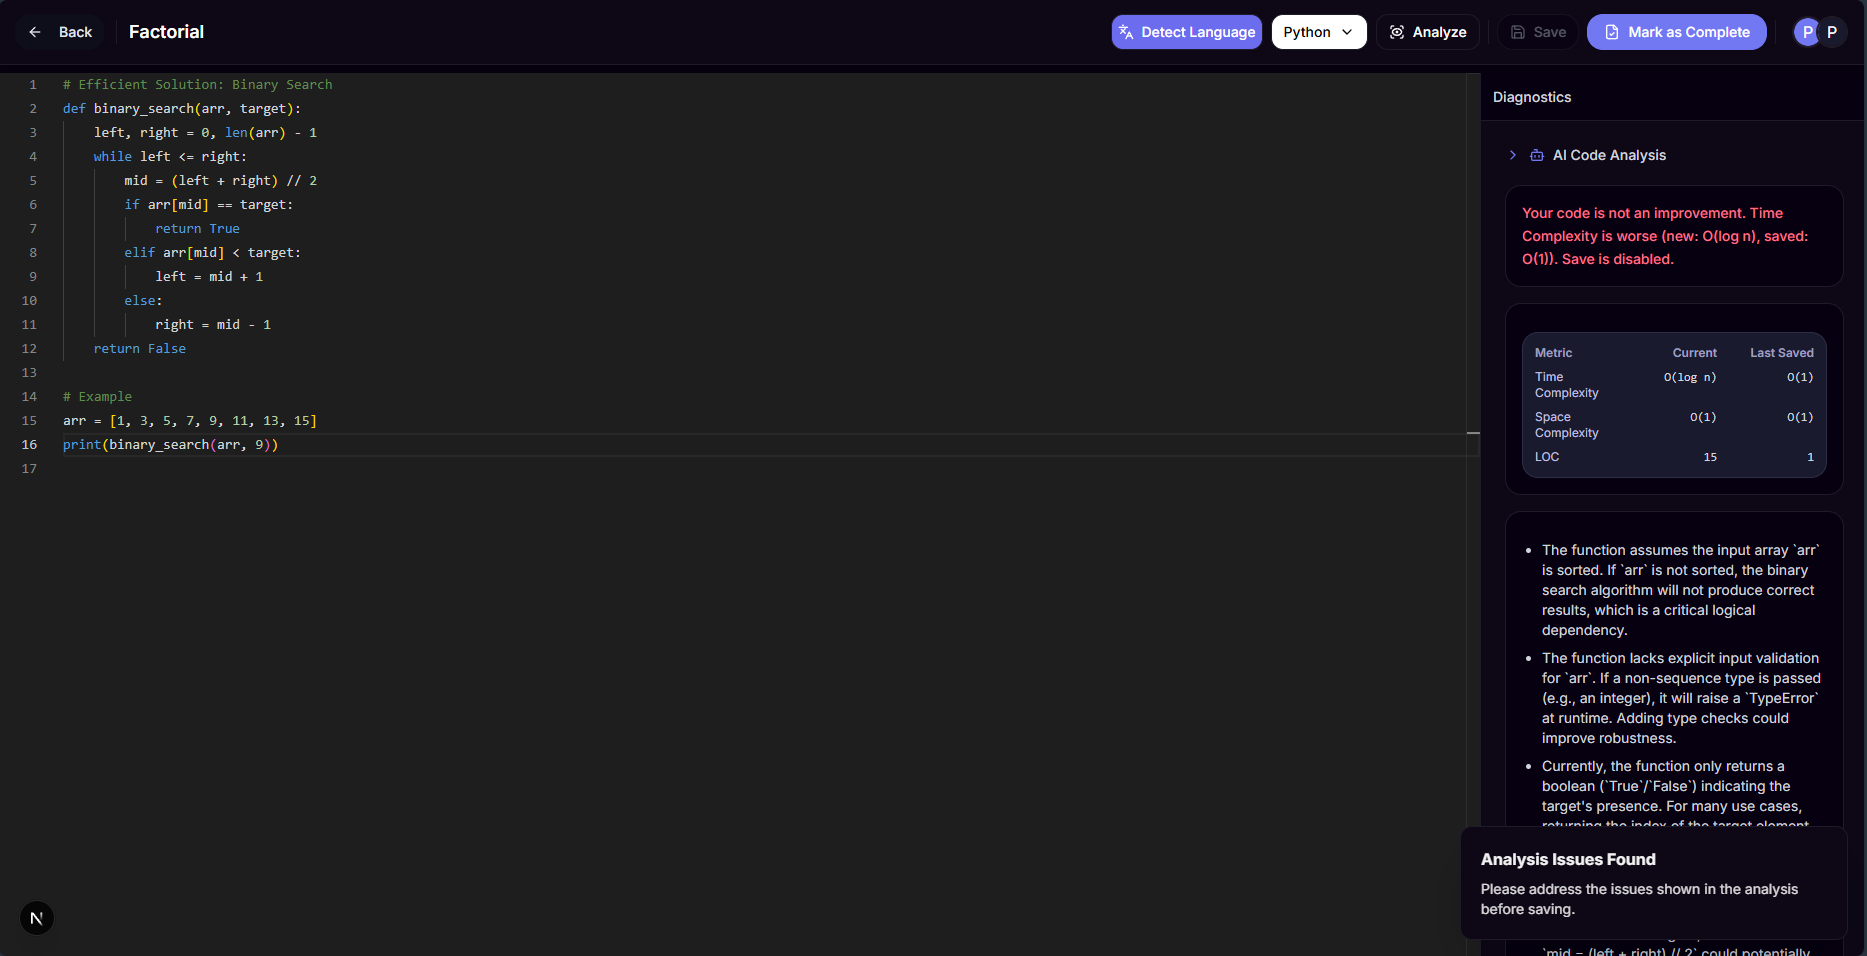 Back
Factorial
Detect Language
Python
Analyze
Save
Mark as Complete
P
P
1 # Efficient Solution: Binary Search
2 def binary_search(arr, target):
3 left, right = 0, len(arr) - 1
4 while left <= right:
5 mid = (left + right) // 2
6 if arr[mid] == target:
7 return True
8 elif arr[mid] < target:
9 left = mid + 1
10 else:
11 right = mid - 1
12 return False
13
14 # Example
15 arr = [1, 3, 5, 7, 9, 11, 13, 15]
16 print(binary_search(arr, 9))
17
N
Diagnostics
AI Code Analysis
Your code is not an improvement. Time
Complexity is worse (new: O(log n), saved:
O(1)). Save is disabled.
Metric Current Last Saved
Time
Complexity O(log n) O(1)
Space
Complexity O(1) O(1)
LOC 15 1
• The function assumes the input array `arr`
is sorted. If `arr` is not sorted, the binary
search algorithm will not produce correct
results, which is a critical logical
dependency.
• The function lacks explicit input validation
for `arr`. If a non-sequence type is passed
(e.g., an integer), it will raise a `TypeError`
at runtime. Adding type checks could
improve robustness.
• Currently, the function only returns a
boolean (`True`/`False`) indicating the
target's presence. For many use cases,
returning the index of the target element
Analysis Issues Found
Please address the issues shown in the analysis
before saving.
`mid = (left + right) // 2` could potentially